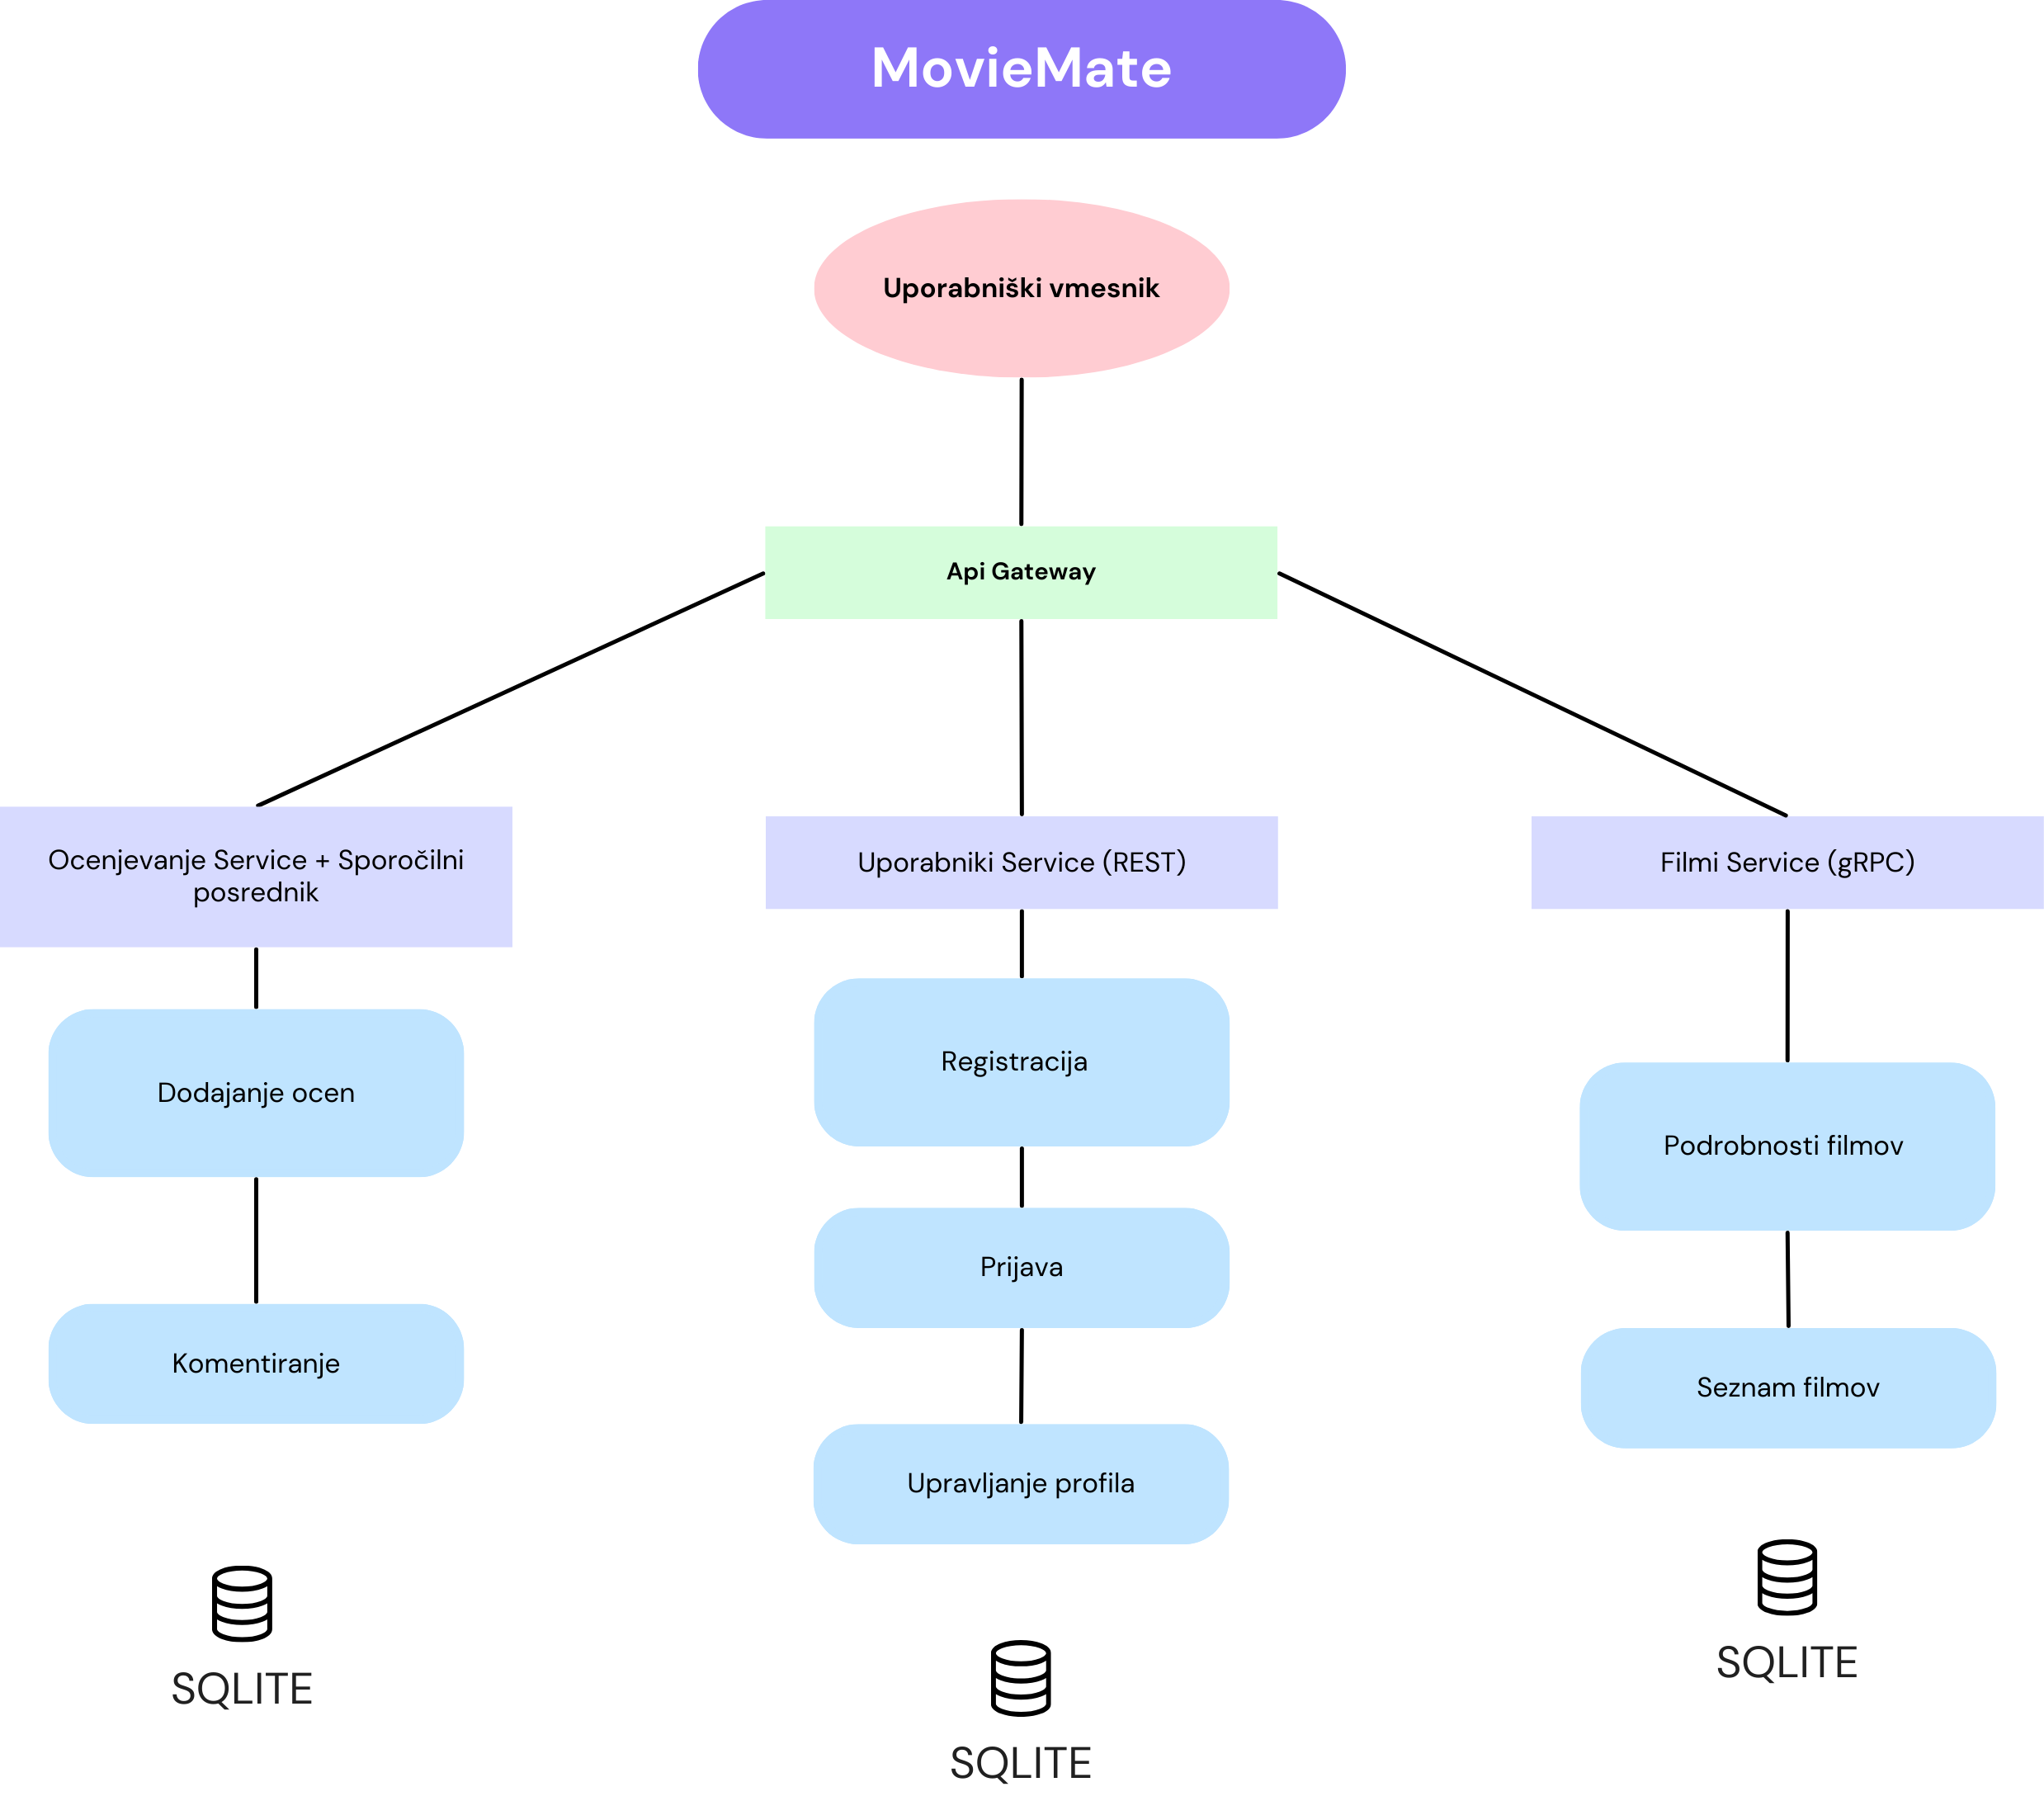 MovieMate
Uporabniški vmesnik
Api Gateway
Ocenjevanje Service + Sporočilni
posrednik
Dodajanje ocen
Komentiranje
SQLITE
Uporabniki Service (REST)
Registracija
Prijava
Upravljanje profila
SQLITE
Filmi Service (gRPC)
Podrobnosti filmov
Seznam filmov
SQLITE